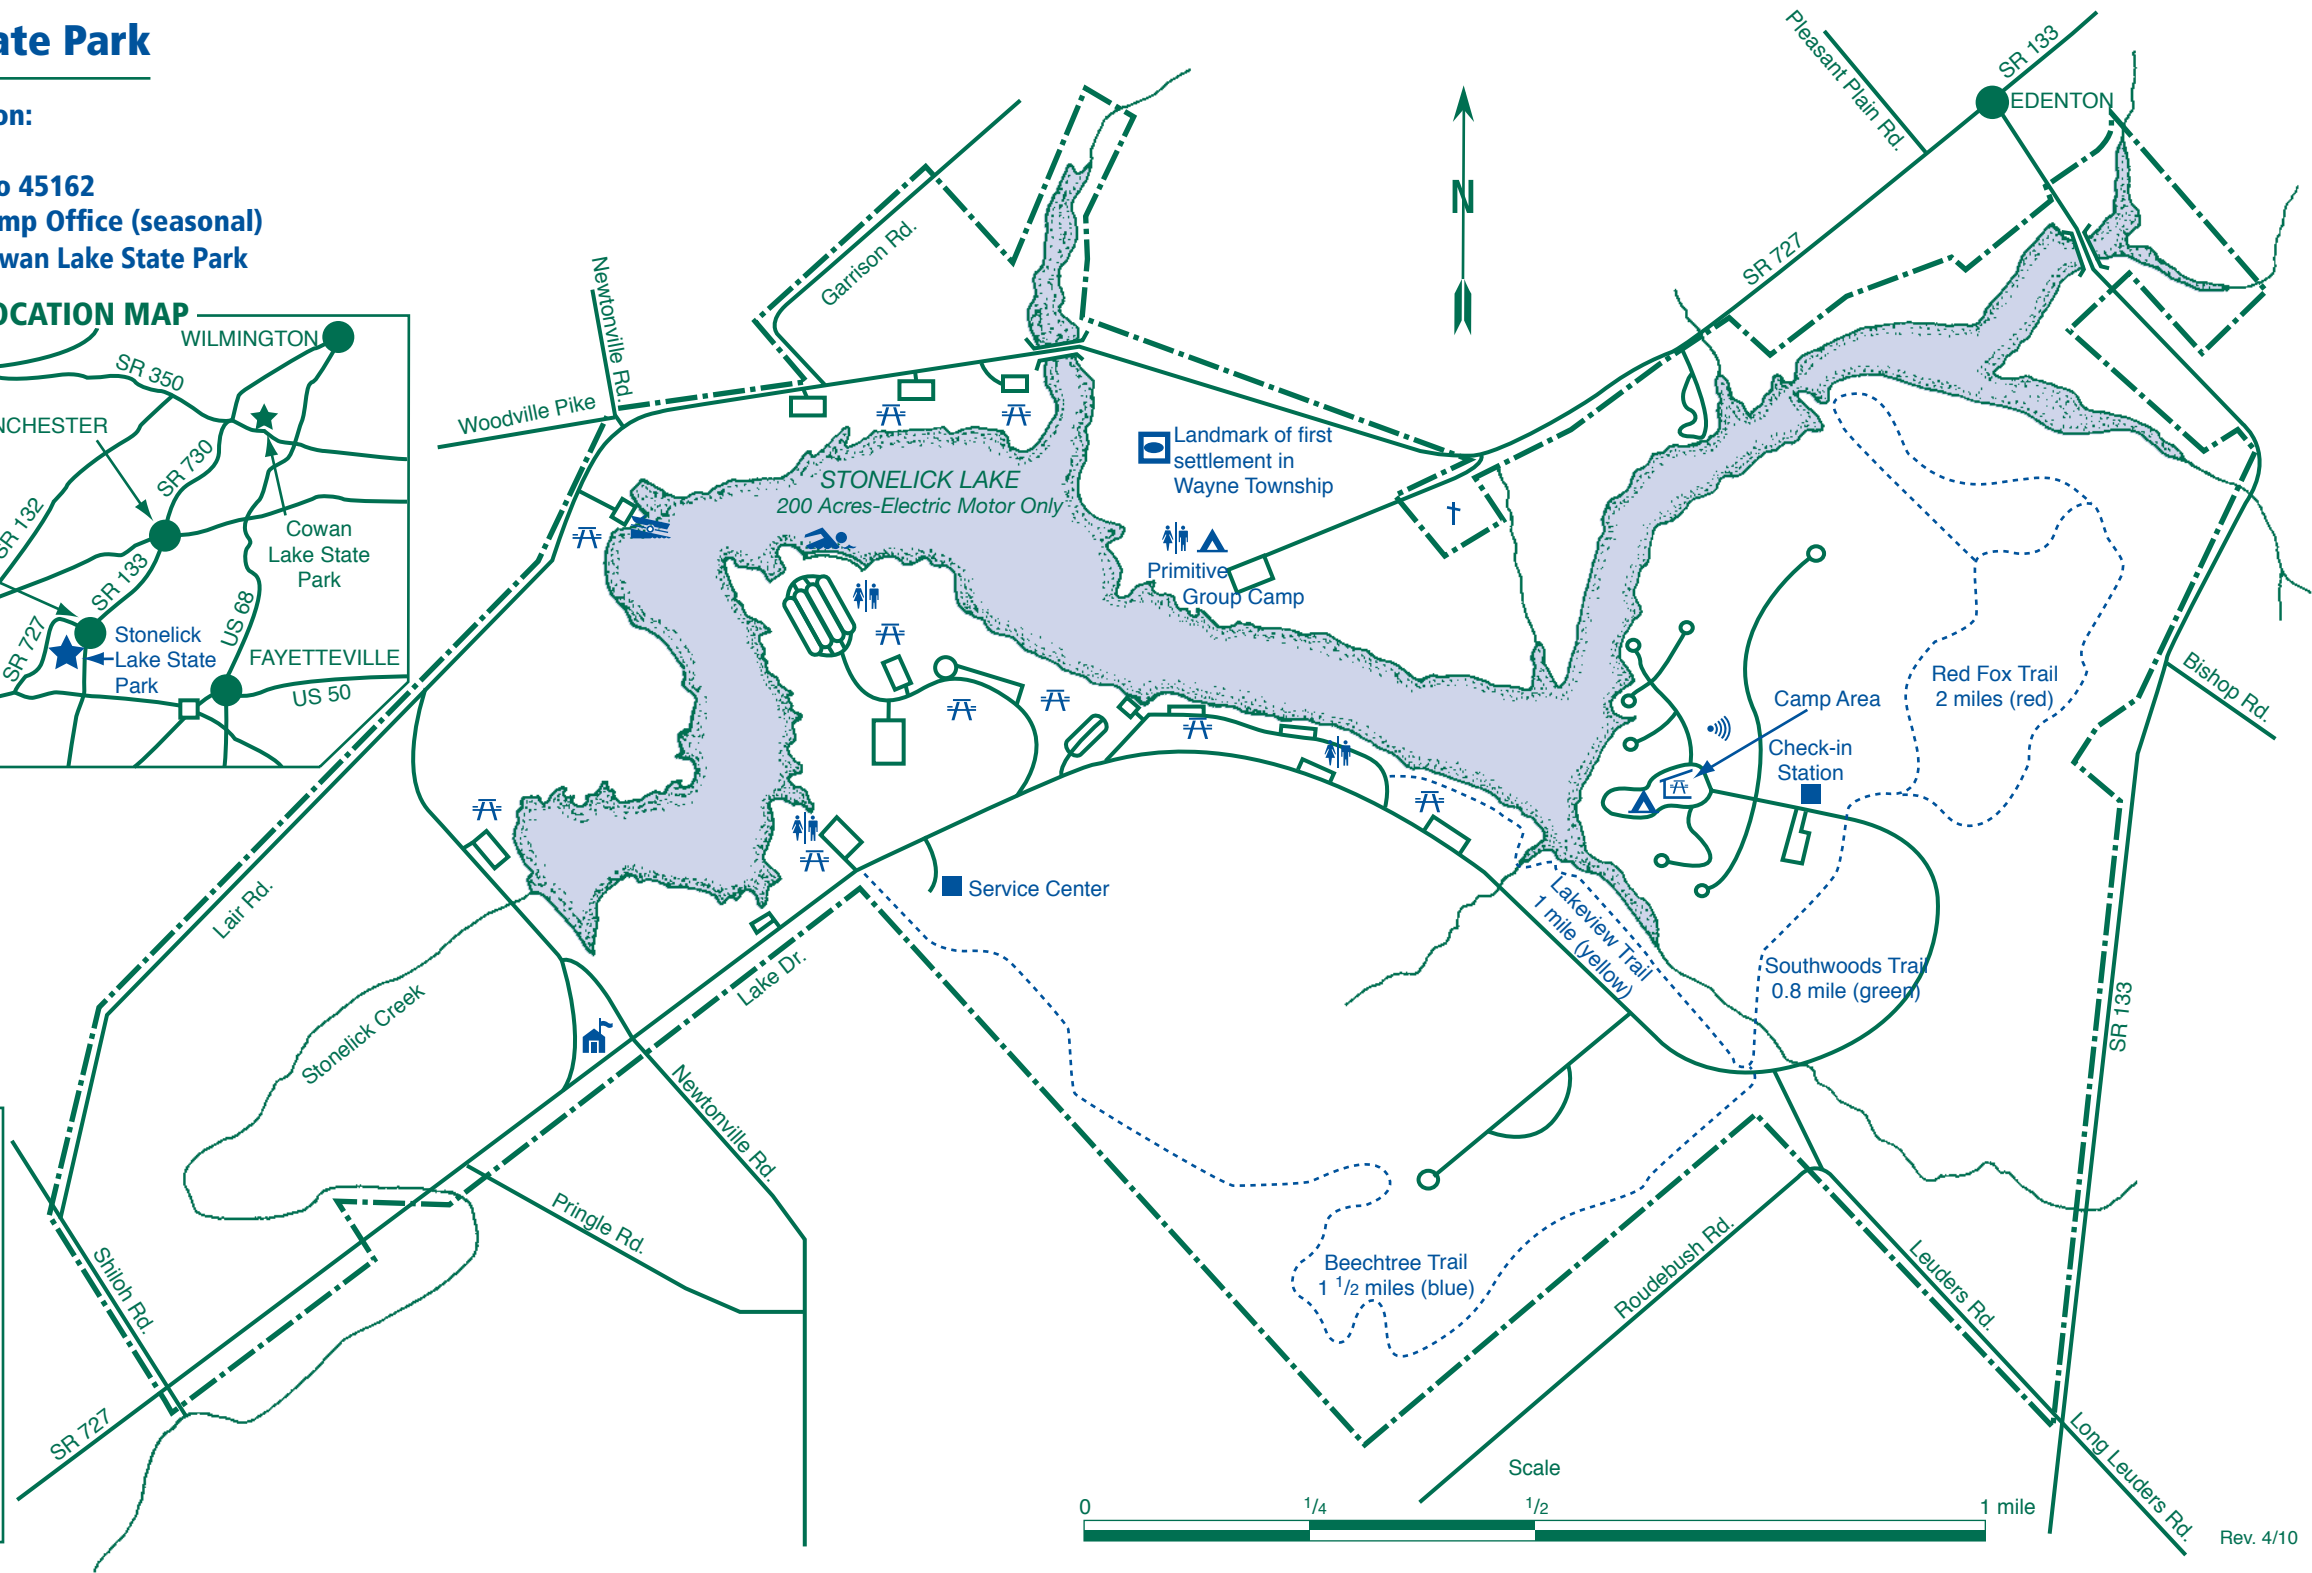 ate Park
on:
o 45162
mp Office (seasonal)
wan Lake State Park
OCATION MAP
WILMINGTON
SR 350
NCHESTER
SR 730
SR 132
Cowan
Lake State
Park
SR 133
US 68
SR 727
Stonelick
Lake State
Park
FAYETTEVILLE
US 50
Pleasant Plain Rd.
SR 133
EDENTON
SR 727
N
Garrison Rd.
Newtonville Rd.
Woodville Pike
STONELICK LAKE
200 Acres-Electric Motor Only
Landmark of first
settlement in
Wayne Township
Primitive
Group Camp
Red Fox Trail
2 miles (red)
Bishop Rd.
Camp Area
Check-in
Station
Service Center
Lakeview Trail
1 mile (yellow)
Southwoods Trail
0.8 mile (green)
SR 133
Lair Rd.
Stonelick Creek
Lake Dr.
Newtonville Rd.
Pringle Rd.
Shiloh Rd.
SR 727
Beechtree Trail
1 1/2 miles (blue)
Roudebush Rd.
Leuders Rd.
Long Leuders Rd.
Scale
0 1/4 1/2 1 mile
Rev. 4/10